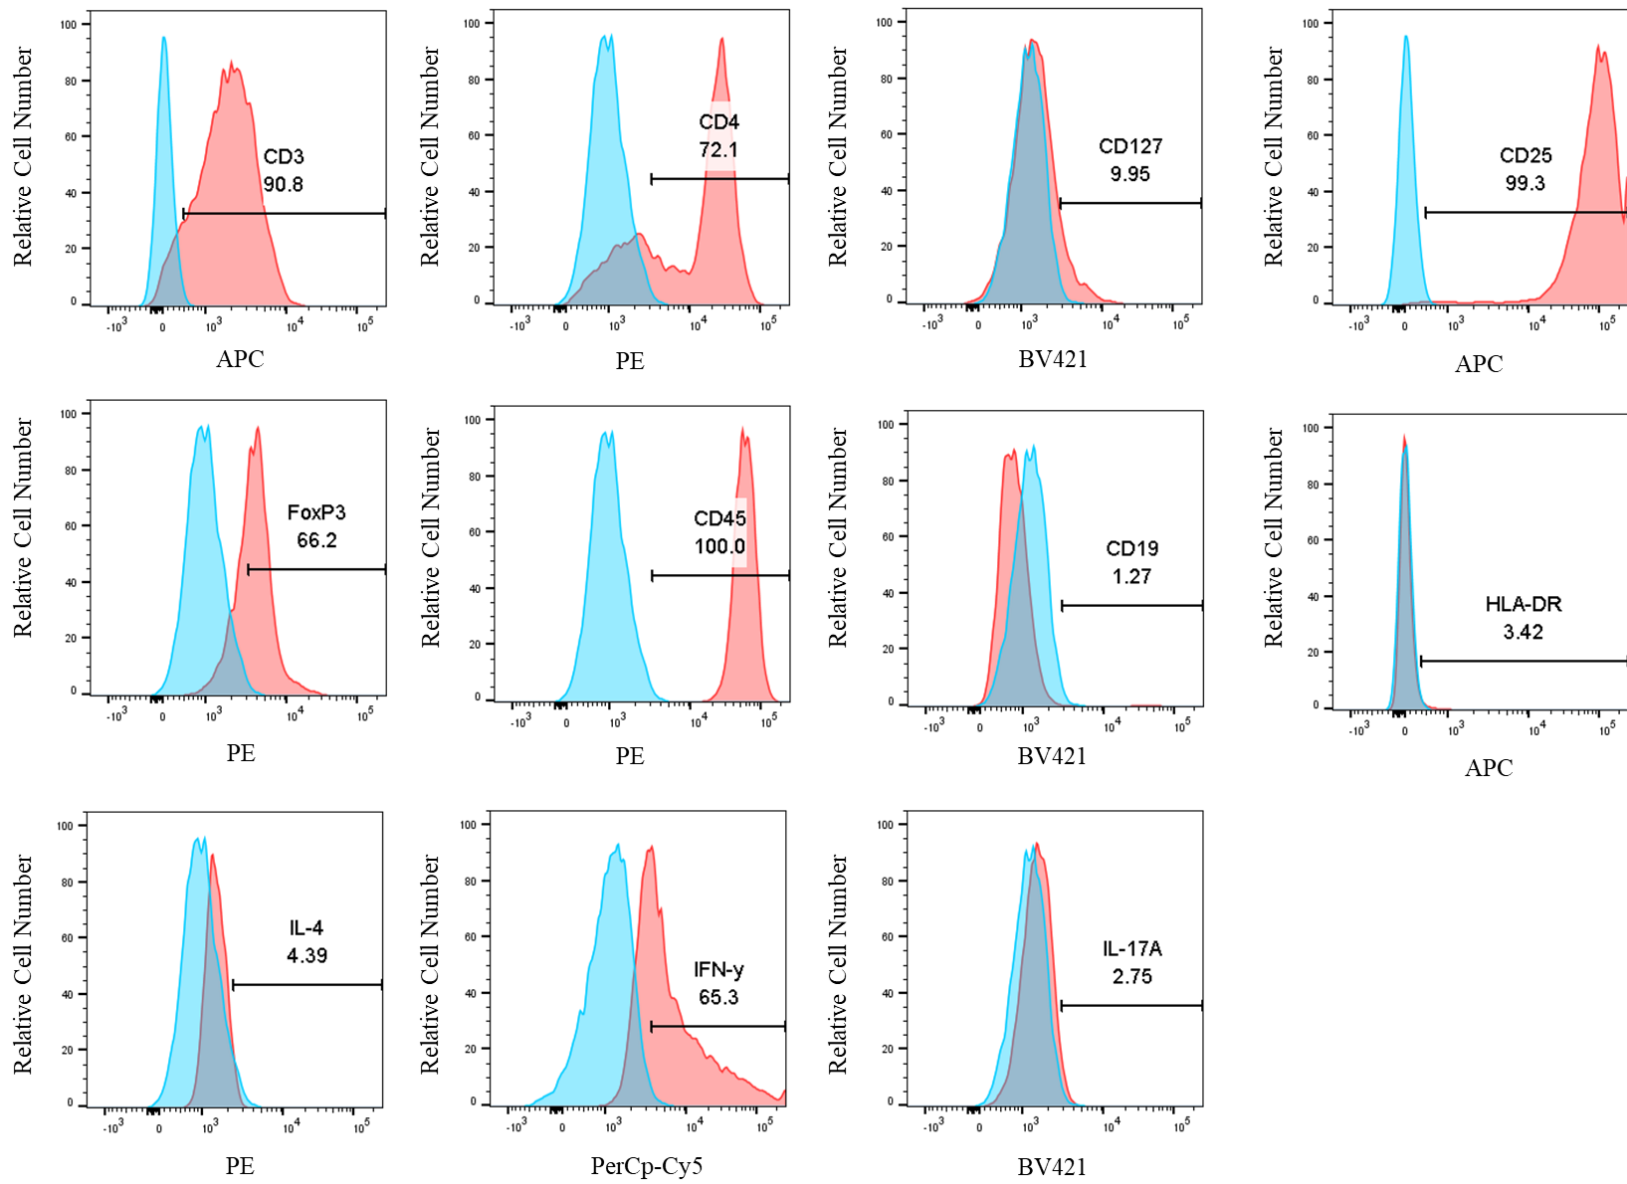 Relative Cell Number
100
80
60
40
20
0
CD3
90.8
-10³ 0 10³ 10⁴ 10⁵
APC
Relative Cell Number
100
80
60
40
20
0
CD4
72.1
-10³ 0 10³ 10⁴ 10⁵
PE
Relative Cell Number
100
80
60
40
20
0
CD127
9.95
-10³ 0 10³ 10⁴ 10⁵
BV421
Relative Cell Number
100
80
60
40
20
0
CD25
99.3
-10³ 0 10³ 10⁴ 10⁵
APC
Relative Cell Number
100
80
60
40
20
0
FoxP3
66.2
-10³ 0 10³ 10⁴ 10⁵
PE
Relative Cell Number
100
80
60
40
20
0
CD45
100.0
-10³ 0 10³ 10⁴ 10⁵
PE
Relative Cell Number
100
80
60
40
20
0
CD19
1.27
-10³ 0 10³ 10⁴ 10⁵
BV421
Relative Cell Number
100
80
60
40
20
0
HLA-DR
3.42
-10³ 0 10³ 10⁴ 10⁵
APC
Relative Cell Number
100
80
60
40
20
0
IL-4
4.39
-10³ 0 10³ 10⁴ 10⁵
PE
Relative Cell Number
100
80
60
40
20
0
IFN-y
65.3
-10³ 0 10³ 10⁴ 10⁵
PerCp-Cy5
Relative Cell Number
100
80
60
40
20
0
IL-17A
2.75
-10³ 0 10³ 10⁴ 10⁵
BV421